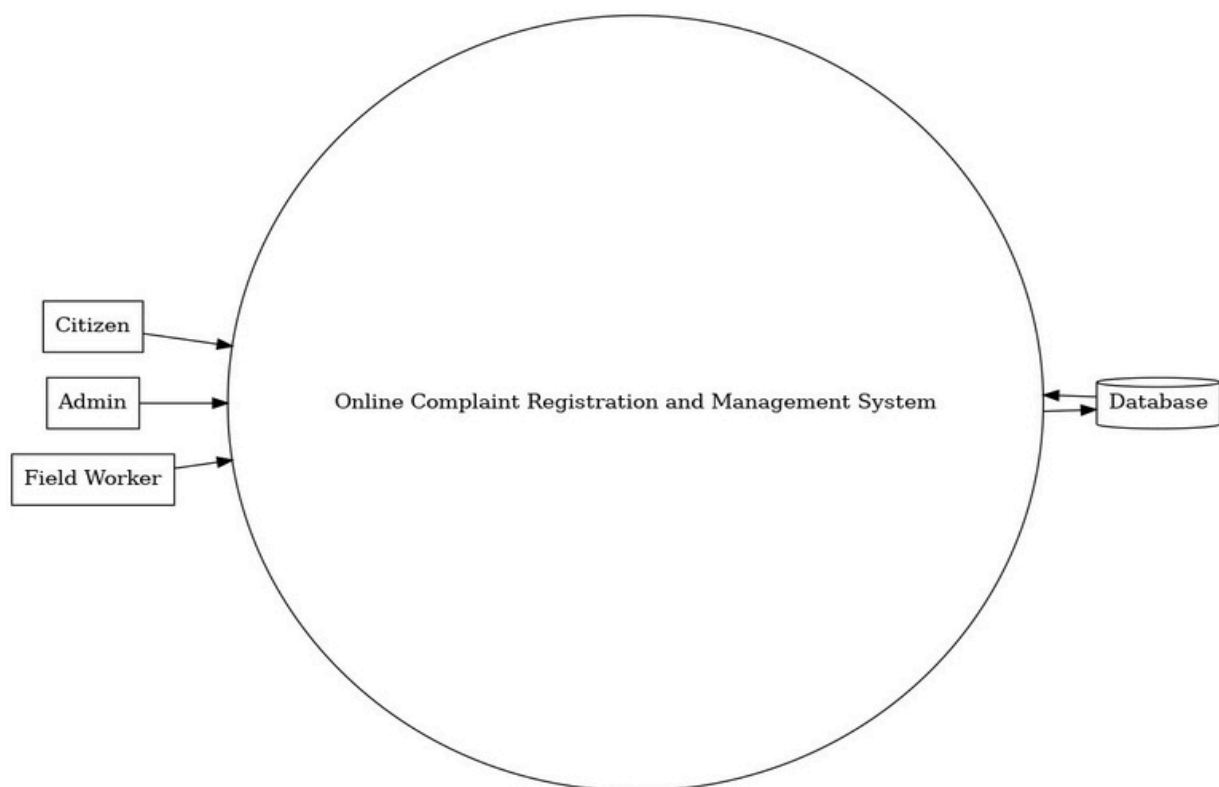 Citizen
Admin
Field Worker
Online Complaint Registration and Management System
Database